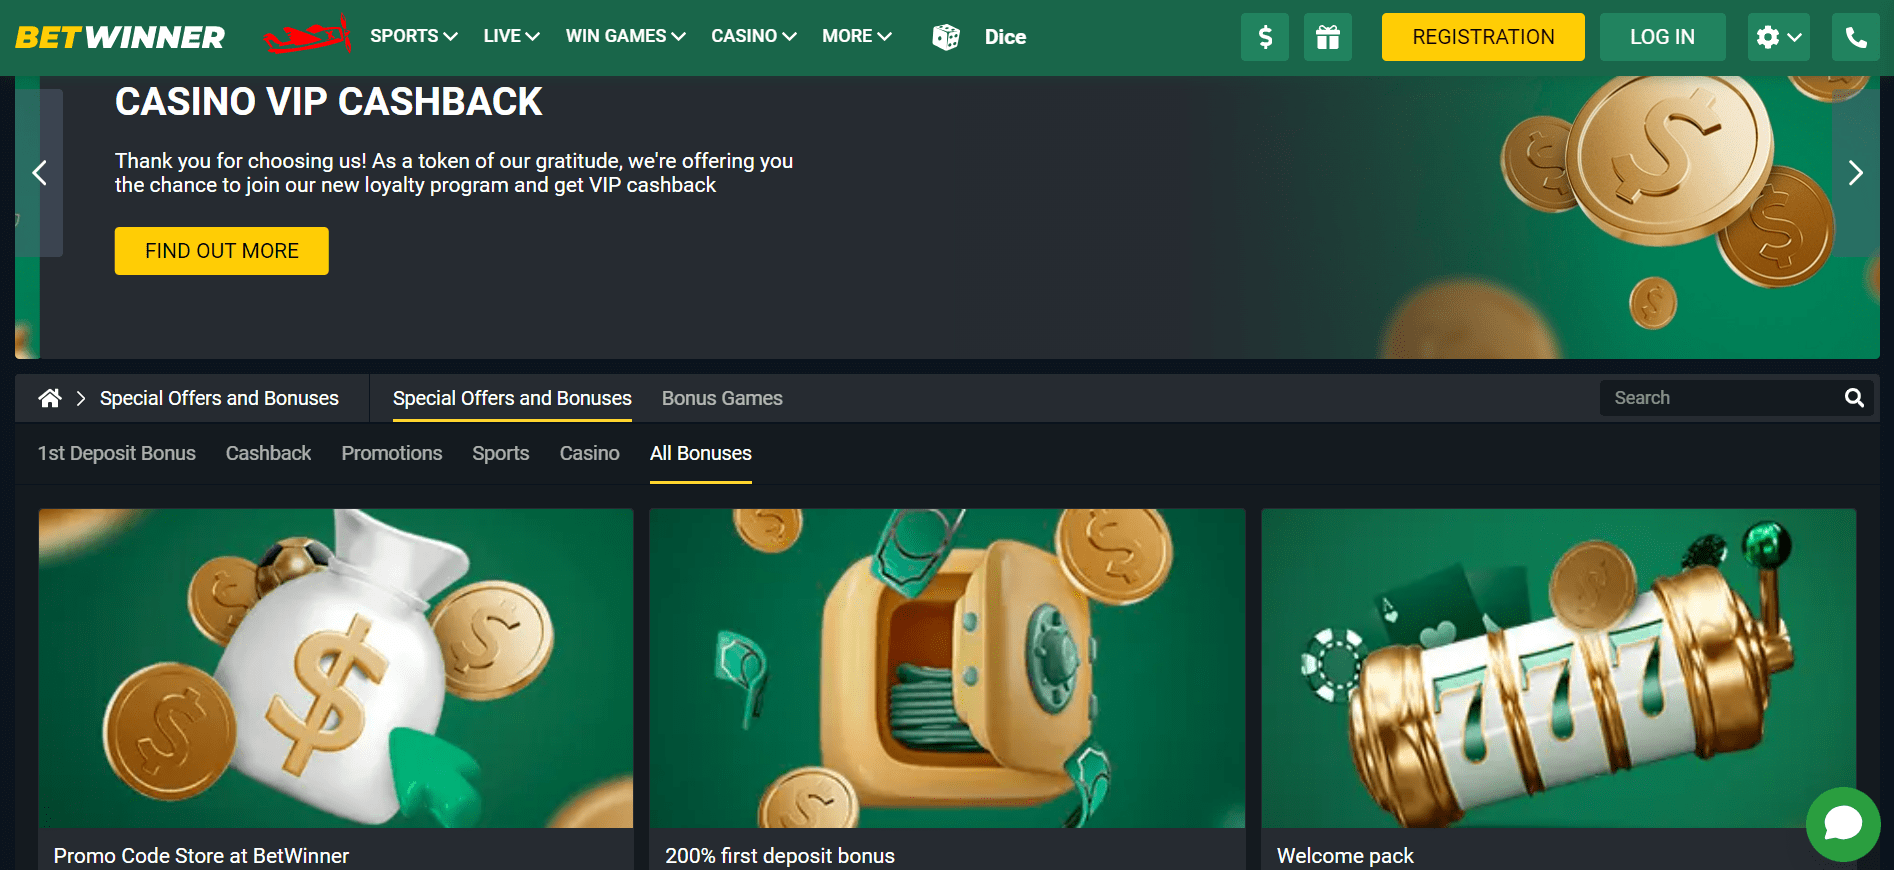 BETWINNER
SPORTS
LIVE
WIN GAMES
CASINO
MORE
Dice
$
REGISTRATION
LOG IN
CASINO VIP CASHBACK
Thank you for choosing us! As a token of our gratitude, we're offering you
the chance to join our new loyalty program and get VIP cashback
FIND OUT MORE
Special Offers and Bonuses
Special Offers and Bonuses
Bonus Games
Search
1st Deposit Bonus
Cashback
Promotions
Sports
Casino
All Bonuses
$
777
A
Promo Code Store at BetWinner
200% first deposit bonus
Welcome pack